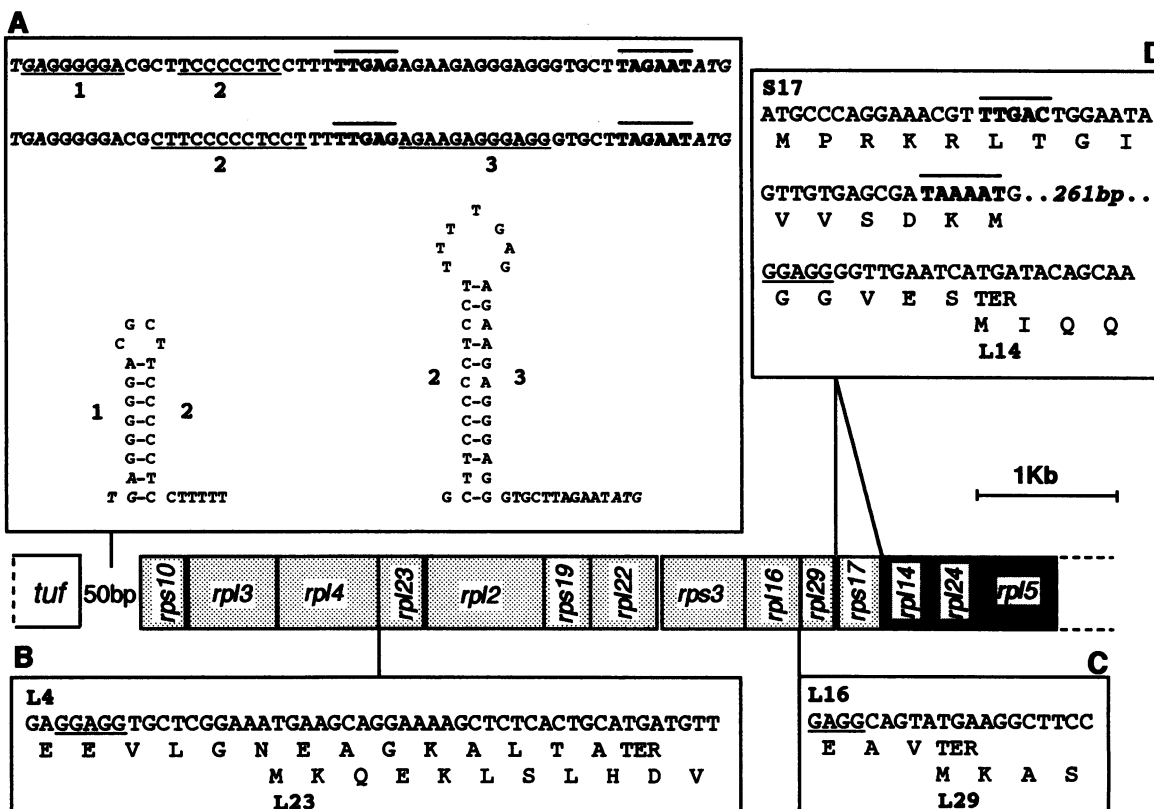 A
TGAGGGGGACGCTTCCCCCTCCTTTTTTGAGAGAAGAGGGAGGGTGCTTAGAATATG
1 2
TGAGGGGGACGCTTCCCCCTCCTTTTTTGAGAGAAGAGGGAGGGTGCTTAGAATATG
2 3
T
T G
T A
T G
T-A
C-G
C A
T-A
C-G
2 C A 3
C-G
C-G
C-G
T-A
T G
G C-G GTGCTTAGAATATG
G C
C T
A-T
G-C
1 G-C 2
G-C
G-C
A-T
T G-C CTTTTT
D
S17
ATGCCCAGGAAACGTTTGACTGGAATA
M P R K R L T G I
GTTGTGAGCGATAAAATG..261bp..
V V S D K M
GGAGGGGTTGAATCATGATACAGCAA
G G V E S TER
M I Q Q
L14
1Kb
tuf 50bp rps10 rpl3 rpl4 rpl23 rpl2 rps19 rpl22 rps3 rpl16 rpl29 rps17 rpl14 rpl24 rpl5
B
L4
GAGGAGGTGCTCGGAAATGAAGCAGGAAAAGCTCTCACTGCATGATGTT
E E V L G N E A G K A L T A TER
M K Q E K L S L H D V
L23
C
L16
GAGGCAGTATGAAGGCTTCC
E A V TER
M K A S
L29